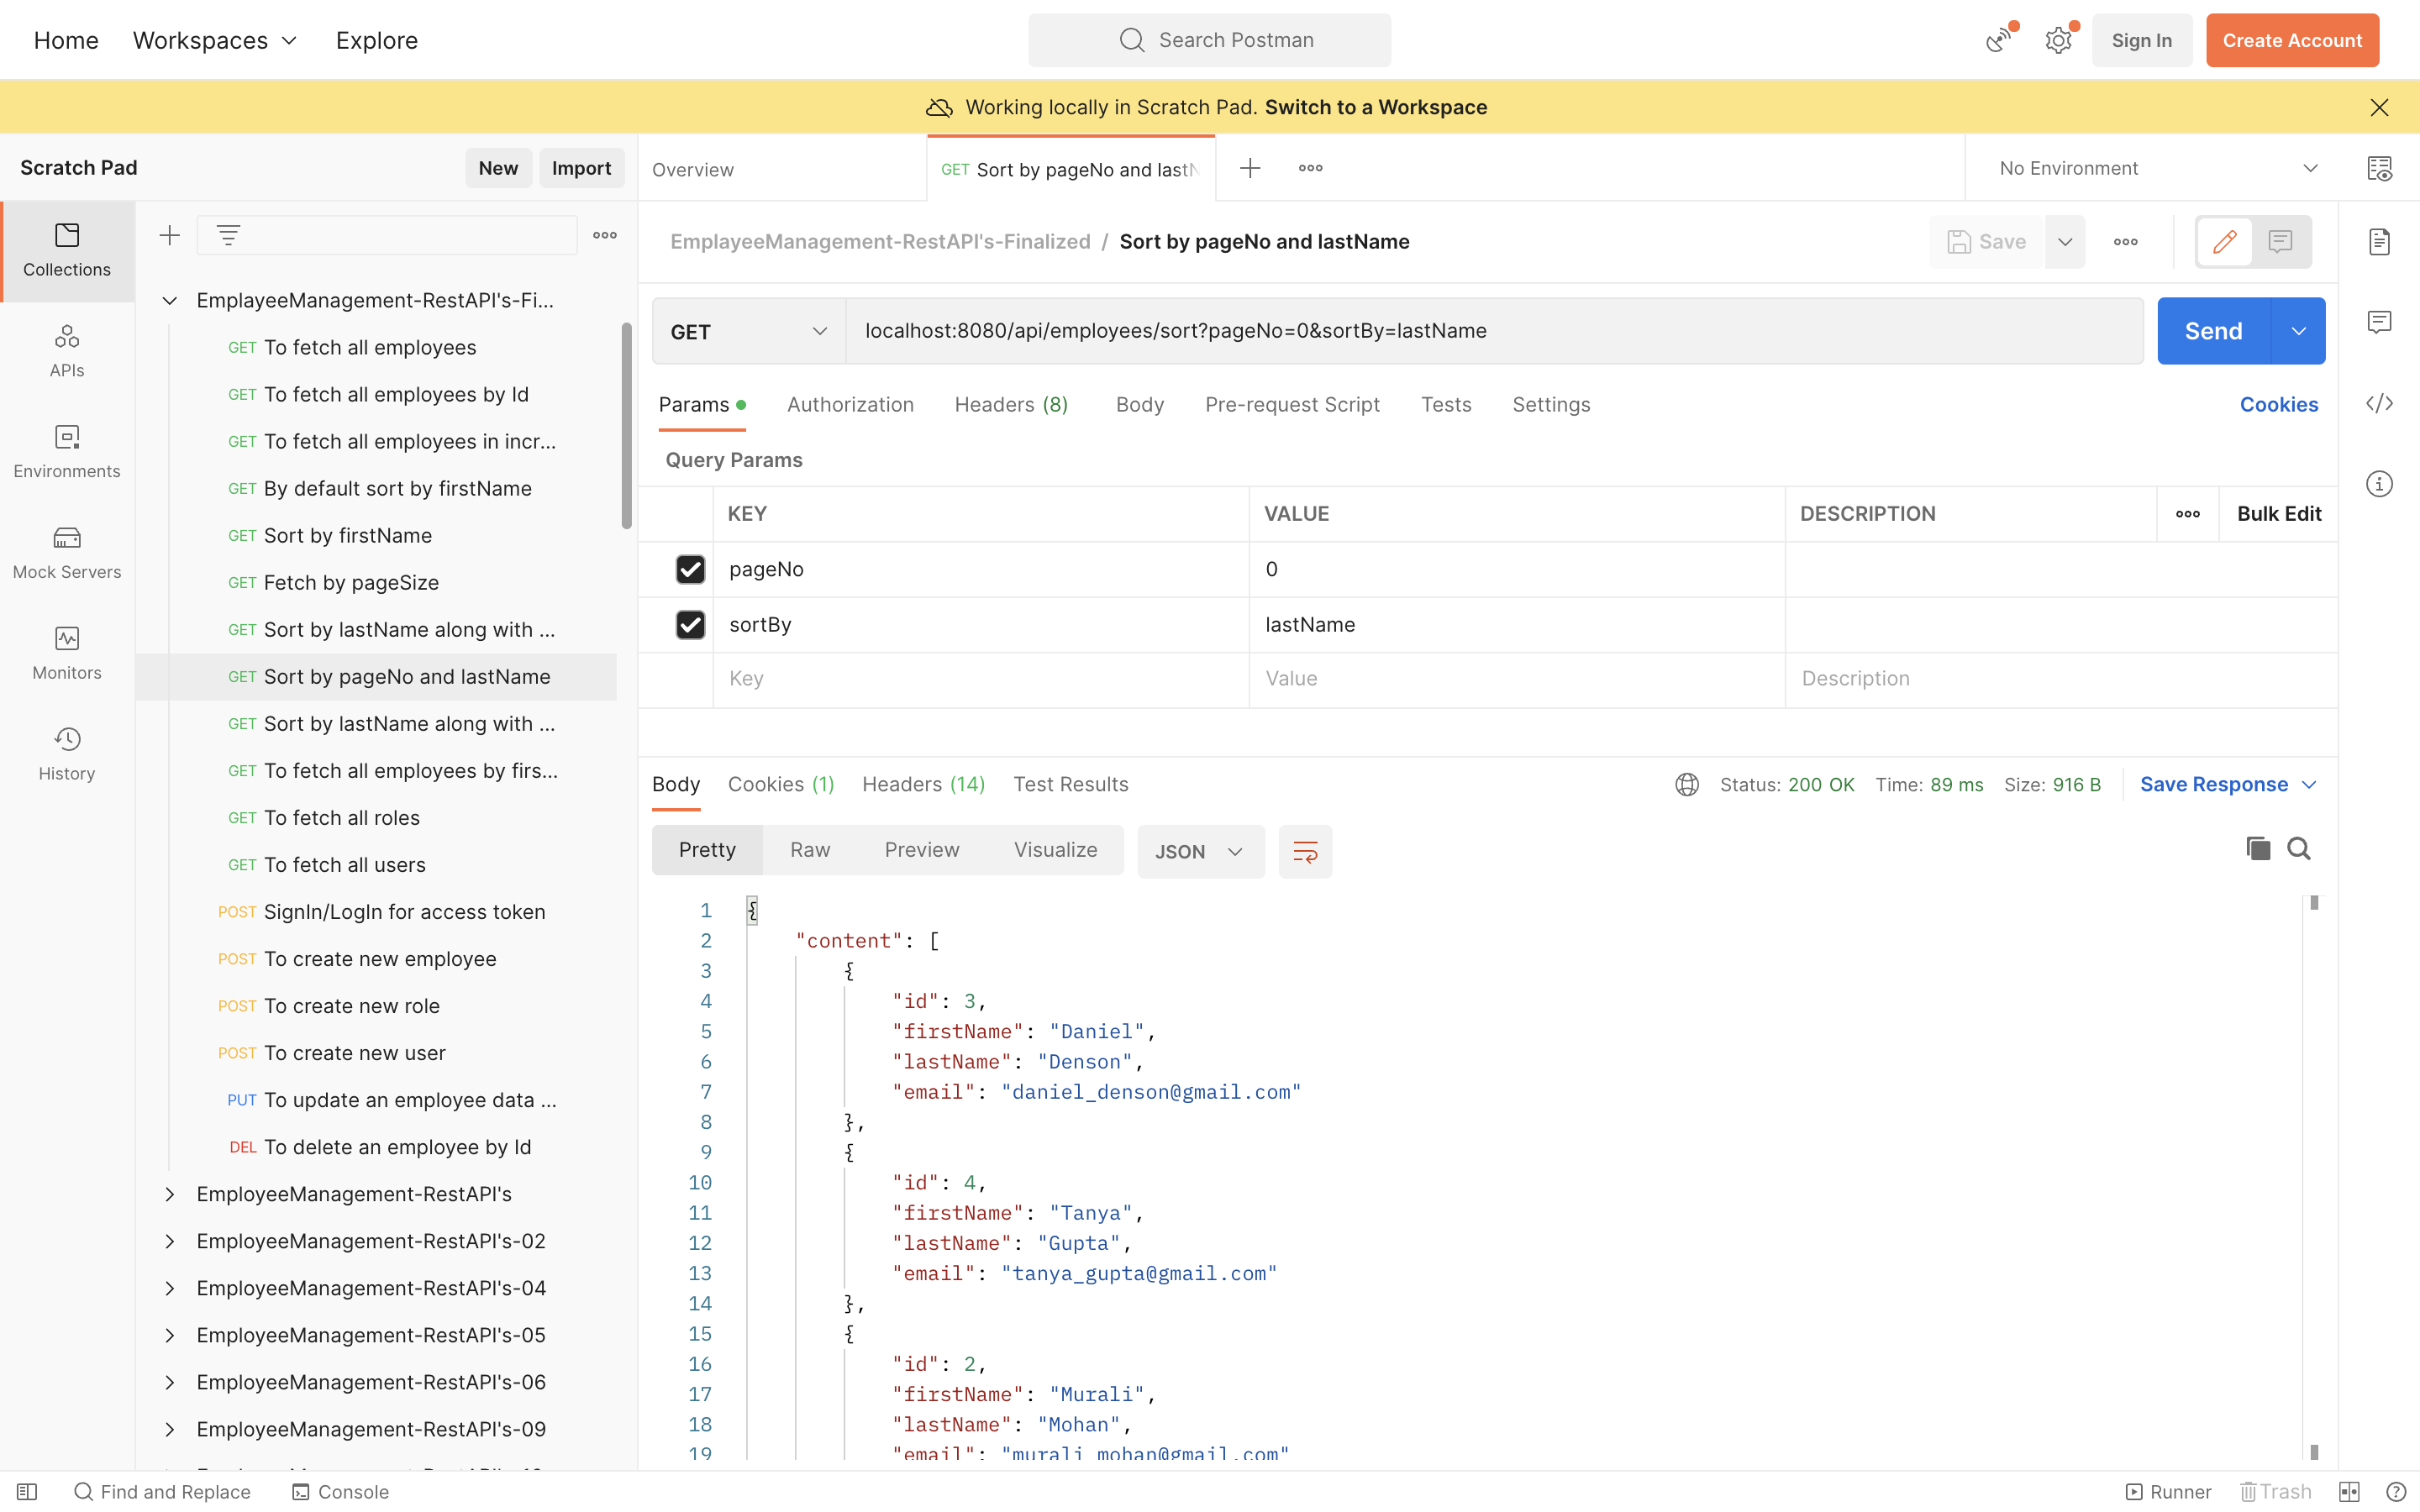 Home Workspaces Explore Search Postman Sign In Create Account
Working locally in Scratch Pad. Switch to a Workspace
Scratch Pad New Import
Overview GET Sort by pageNo and lastN No Environment
Collections
APIs
Environments
Mock Servers
Monitors
History
EmplayeeManagement-RestAPI's-Fi...
GET To fetch all employees
GET To fetch all employees by Id
GET To fetch all employees in incr...
GET By default sort by firstName
GET Sort by firstName
GET Fetch by pageSize
GET Sort by lastName along with ...
GET Sort by pageNo and lastName
GET Sort by lastName along with ...
GET To fetch all employees by firs...
GET To fetch all roles
GET To fetch all users
POST SignIn/LogIn for access token
POST To create new employee
POST To create new role
POST To create new user
PUT To update an employee data ...
DEL To delete an employee by Id
EmployeeManagement-RestAPI's
EmployeeManagement-RestAPI's-02
EmployeeManagement-RestAPI's-04
EmployeeManagement-RestAPI's-05
EmployeeManagement-RestAPI's-06
EmployeeManagement-RestAPI's-09
EmplayeeManagement-RestAPI's-Finalized / Sort by pageNo and lastName Save
GET localhost:8080/api/employees/sort?pageNo=0&sortBy=lastName Send
Params Authorization Headers (8) Body Pre-request Script Tests Settings Cookies
Query Params
KEY VALUE DESCRIPTION Bulk Edit
pageNo 0
sortBy lastName
Key Value Description
Body Cookies (1) Headers (14) Test Results Status: 200 OK Time: 89 ms Size: 916 B Save Response
Pretty Raw Preview Visualize JSON
1 {
2 "content": [
3 {
4 "id": 3,
5 "firstName": "Daniel",
6 "lastName": "Denson",
7 "email": "daniel_denson@gmail.com"
8 },
9 {
10 "id": 4,
11 "firstName": "Tanya",
12 "lastName": "Gupta",
13 "email": "tanya_gupta@gmail.com"
14 },
15 {
16 "id": 2,
17 "firstName": "Murali",
18 "lastName": "Mohan",
19 "email": "murali_mohan@gmail.com"
Find and Replace Console Runner Trash